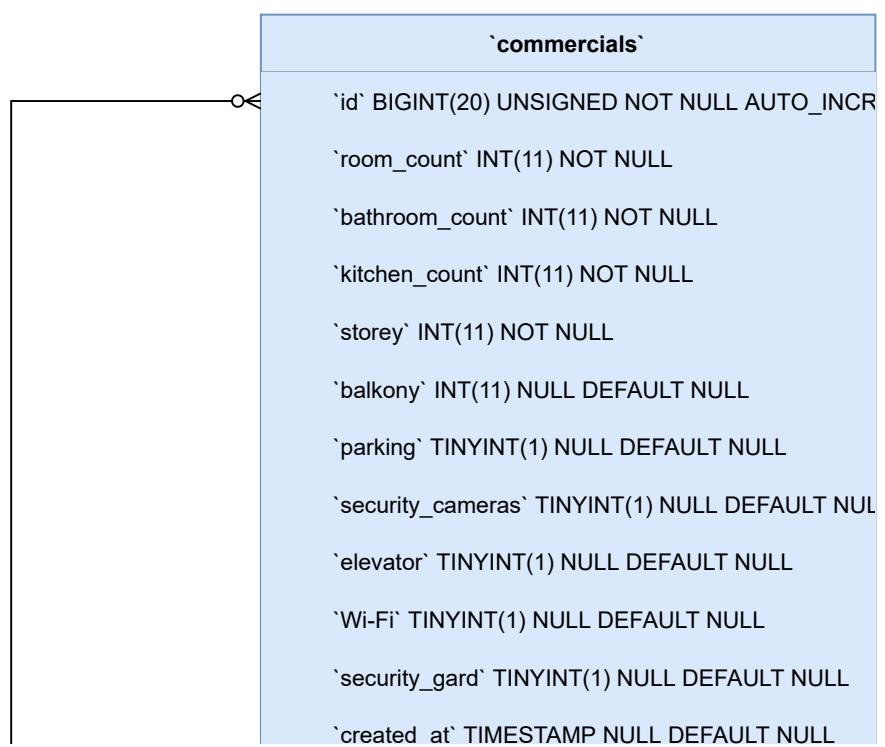 `commercials`
`id` BIGINT(20) UNSIGNED NOT NULL AUTO_INCR
`room_count` INT(11) NOT NULL
`bathroom_count` INT(11) NOT NULL
`kitchen_count` INT(11) NOT NULL
`storey` INT(11) NOT NULL
`balkony` INT(11) NULL DEFAULT NULL
`parking` TINYINT(1) NULL DEFAULT NULL
`security_cameras` TINYINT(1) NULL DEFAULT NUL
`elevator` TINYINT(1) NULL DEFAULT NULL
`Wi-Fi` TINYINT(1) NULL DEFAULT NULL
`security_gard` TINYINT(1) NULL DEFAULT NULL
`created_at` TIMESTAMP NULL DEFAULT NULL